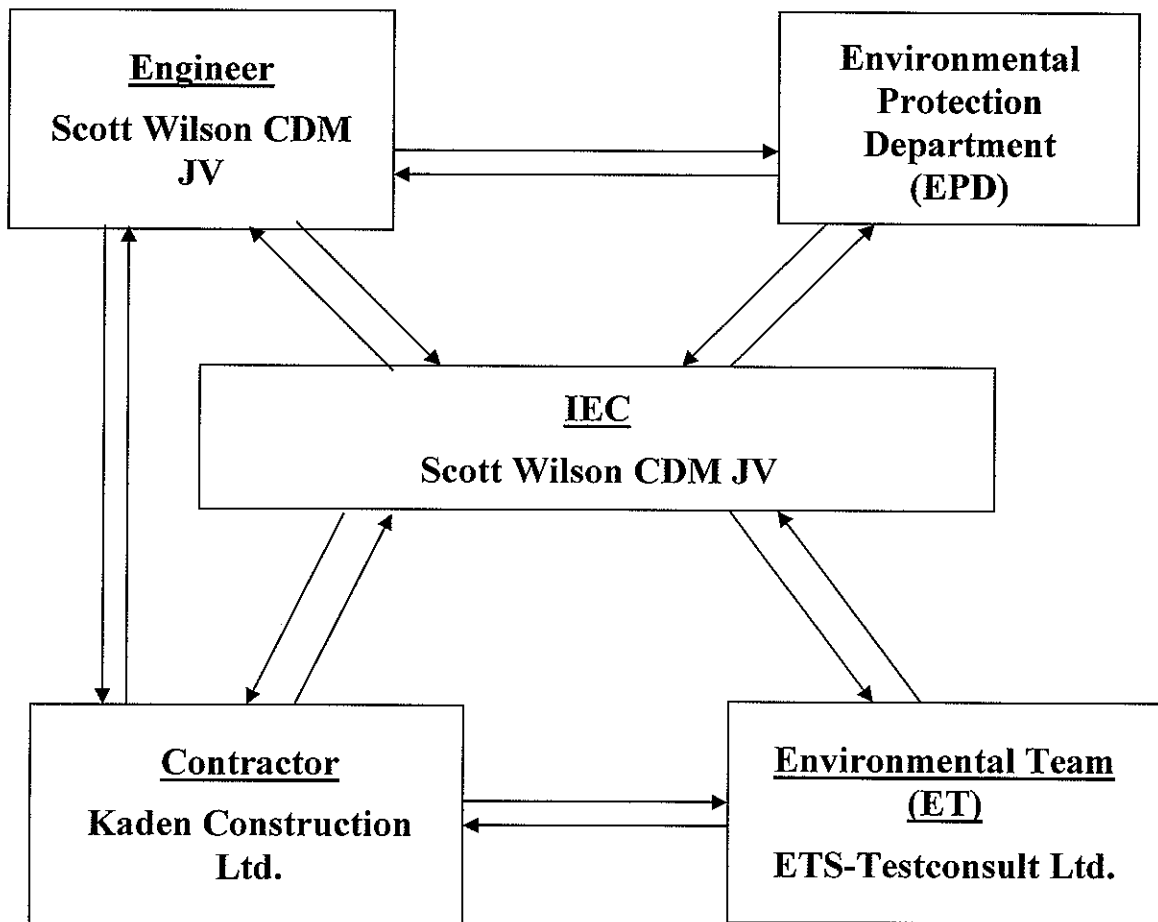 Engineer
Scott Wilson CDM
JV
Environmental
Protection
Department
(EPD)
IEC
Scott Wilson CDM JV
Contractor
Kaden Construction
Ltd.
Environmental Team
(ET)
ETS-Testconsult Ltd.